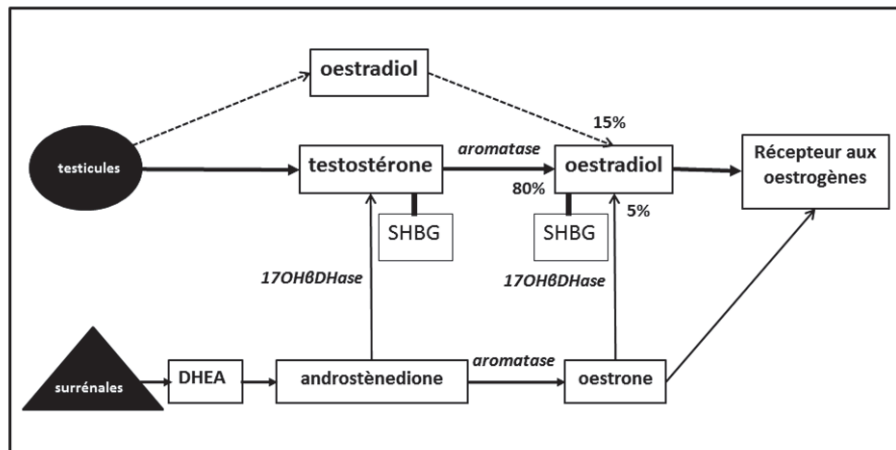 oestradiol
15%
testicules
testostérone
aromatase
80%
oestradiol
Récepteur aux
oestrogènes
5%
SHBG
SHBG
17OHβDHase
17OHβDHase
surrénales
DHEA
androstènedione
aromatase
oestrone